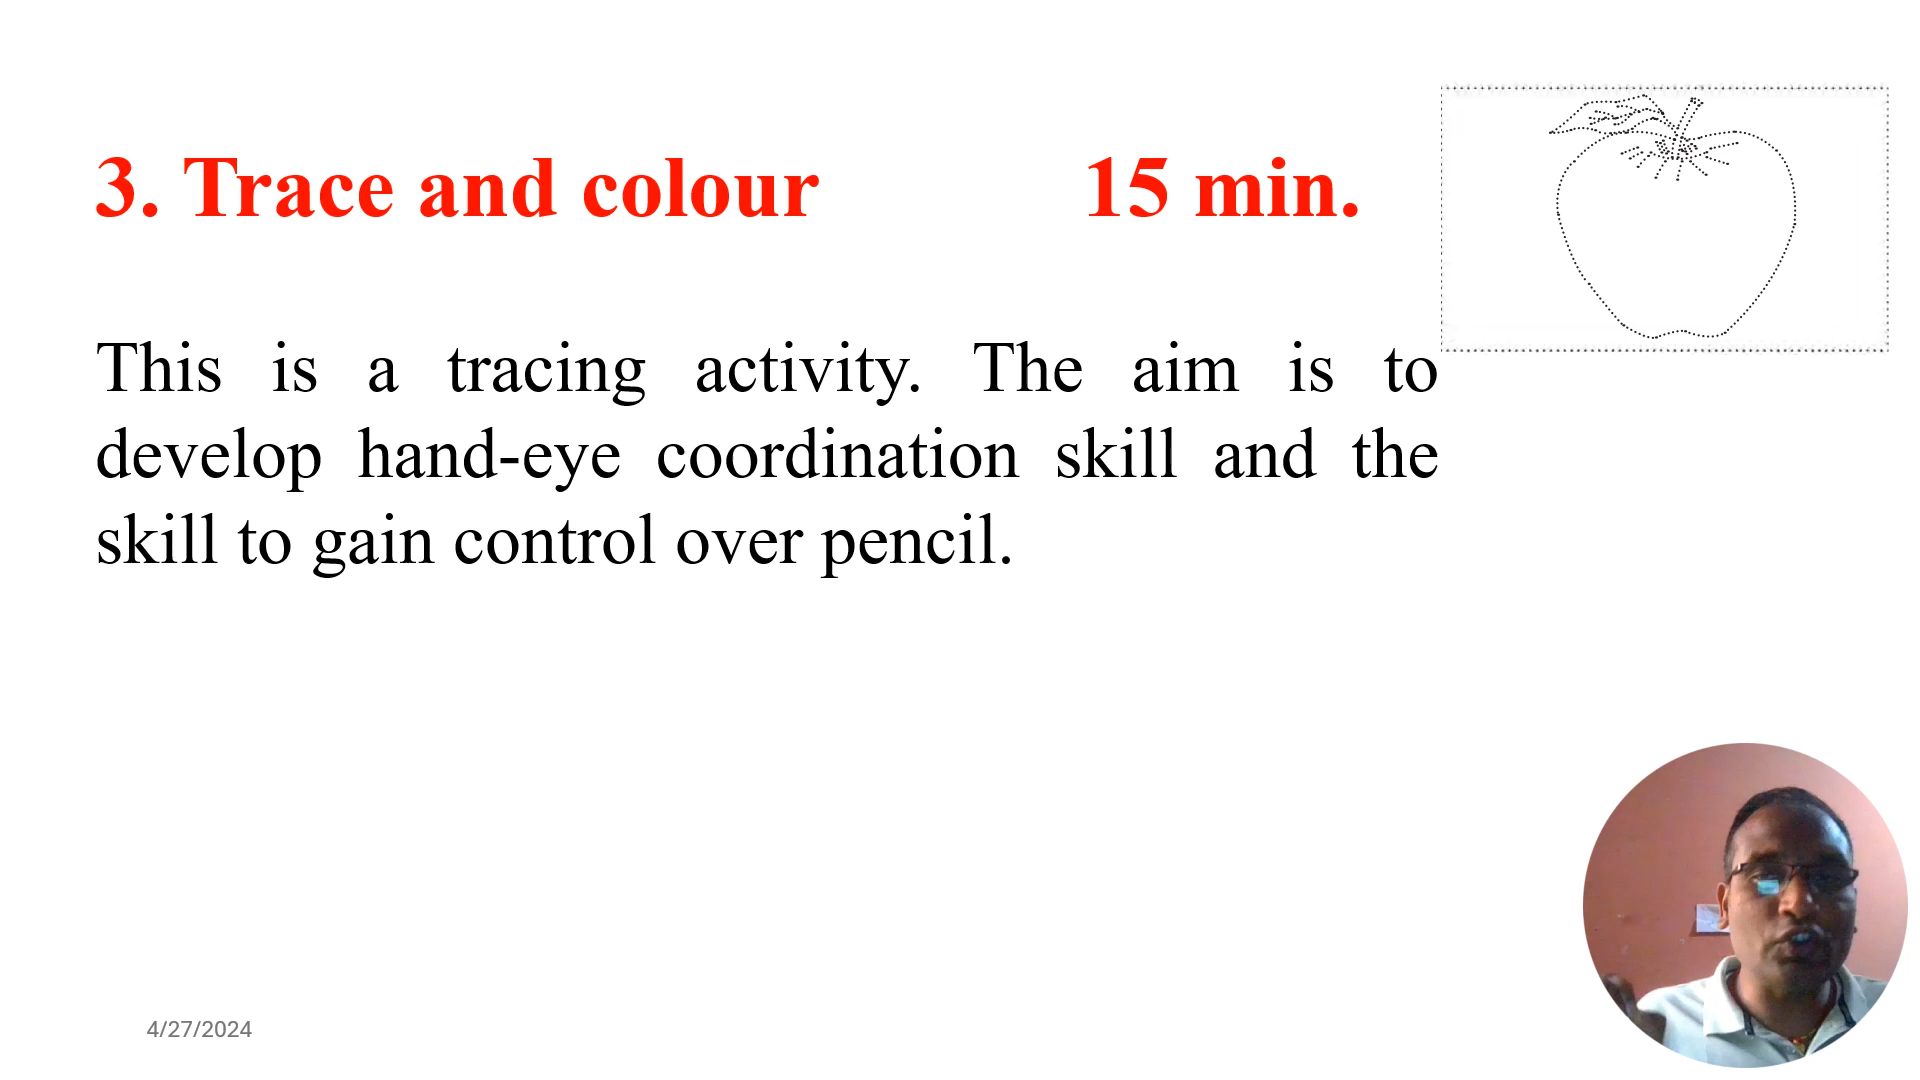 3. Trace and colour 15 min.
This is a tracing activity. The aim is to
develop hand-eye coordination skill and the
skill to gain control over pencil.
4/27/2024